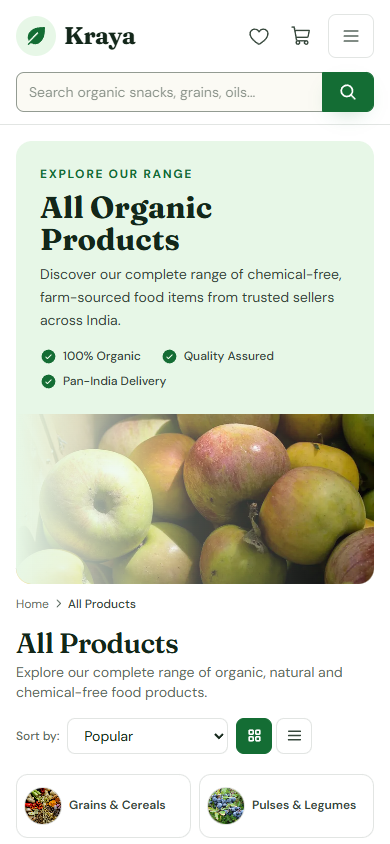 Kraya
Search organic snacks, grains, oils...
EXPLORE OUR RANGE
All Organic
Products
Discover our complete range of chemical-free,
farm-sourced food items from trusted sellers
across India.
100% Organic
Quality Assured
Pan-India Delivery
Home > All Products
All Products
Explore our complete range of organic, natural and
chemical-free food products.
Sort by: Popular
Grains & Cereals
Pulses & Legumes